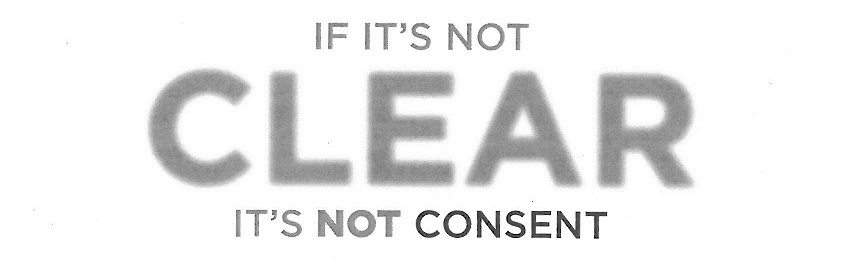 IF IT'S NOT
CLEAR
IT'S NOT CONSENT